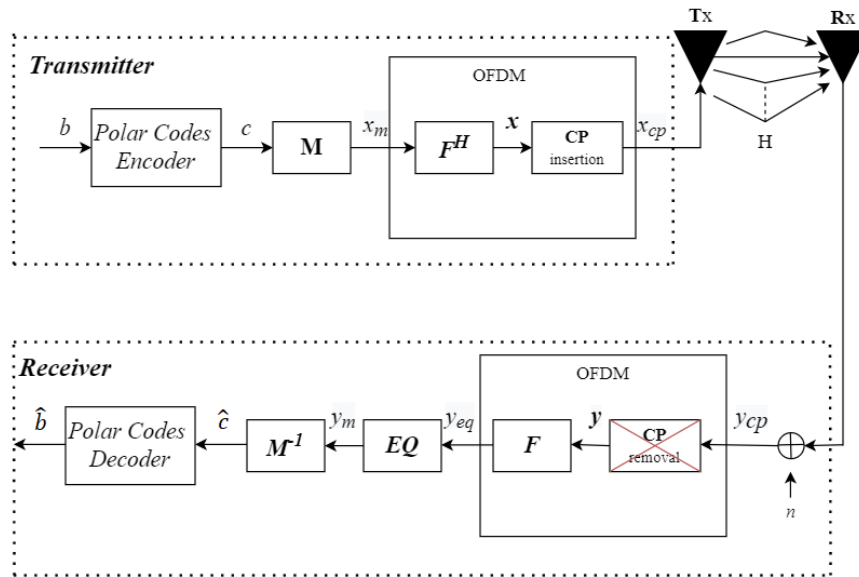 Tx
Rx
Transmitter
OFDM
b
Polar Codes
Encoder
c
M
x_m
F^H
x
CP
insertion
x_cp
H
Receiver
OFDM
b̂
Polar Codes
Decoder
ĉ
M^-1
y_m
EQ
y_eq
F
y
CP
removal
y_cp
n